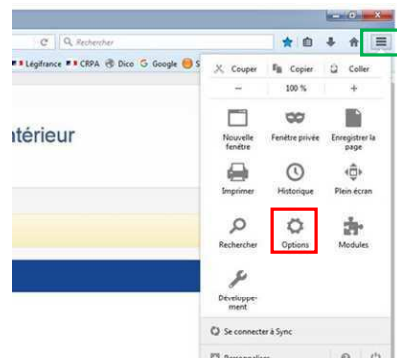 Rechercher
Légifrance CRPA Dico Google
Couper Copier Coller
− 100 % +
Nouvelle fenêtre
Fenêtre privée
Enregistrer la page
Imprimer Historique Plein écran
Rechercher Options Modules
Développe-
ment
Se connecter à Sync
térieur